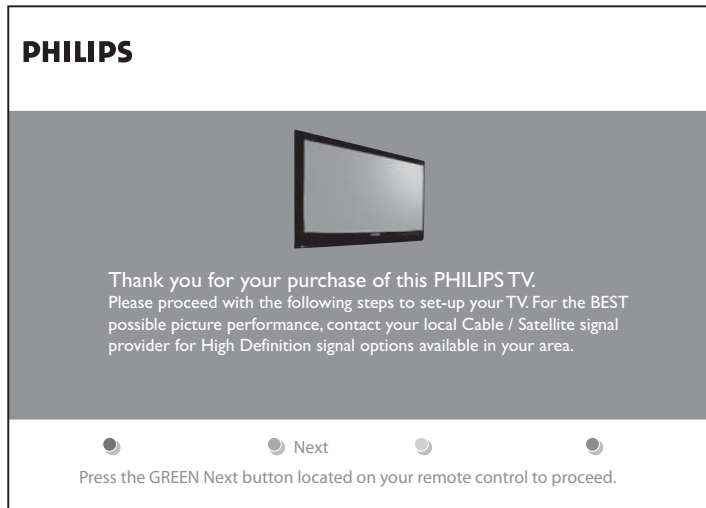 PHILIPS
Thank you for your purchase of this PHILIPS TV.
Please proceed with the following steps to set-up your TV. For the BEST
possible picture performance, contact your local Cable / Satellite signal
provider for High Definition signal options available in your area.
Next
Press the GREEN Next button located on your remote control to proceed.